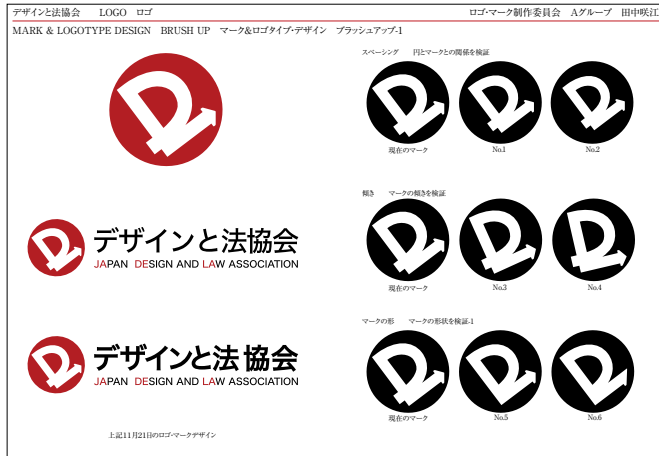 デザインと法協会　　LOGO　ロゴ
ロゴ・マーク制作委員会　Aグループ　田中咲江
MARK & LOGOTYPE DESIGN　BRUSH UP　マーク&ロゴタイプ・デザイン　ブラッシュアップ-1
スペーシング　　円とマークとの関係を検証
現在のマーク　No.1　No.2
デザインと法協会
JAPAN DESIGN AND LAW ASSOCIATION
傾き　　マークの傾きを検証
現在のマーク　No.3　No.4
デザインと法協会
JAPAN DESIGN AND LAW ASSOCIATION
マークの形　　マークの形状を検証-1
現在のマーク　No.5　No.6
上記11月21日のロゴ・マークデザイン